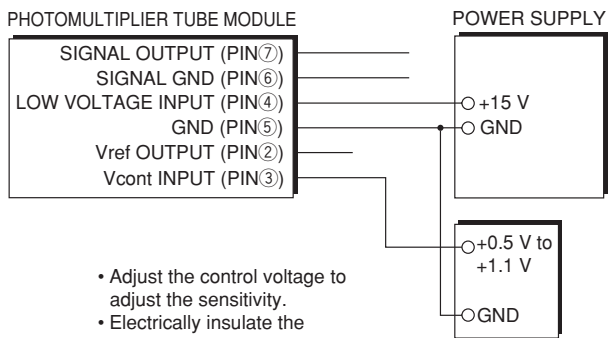 PHOTOMULTIPLIER TUBE MODULE
POWER SUPPLY
SIGNAL OUTPUT (PIN⑦)
SIGNAL GND (PIN⑥)
LOW VOLTAGE INPUT (PIN④)
GND (PIN⑤)
Vref OUTPUT (PIN②)
Vcont INPUT (PIN③)
+15 V
GND
+0.5 V to
+1.1 V
GND
• Adjust the control voltage to
adjust the sensitivity.
• Electrically insulate the